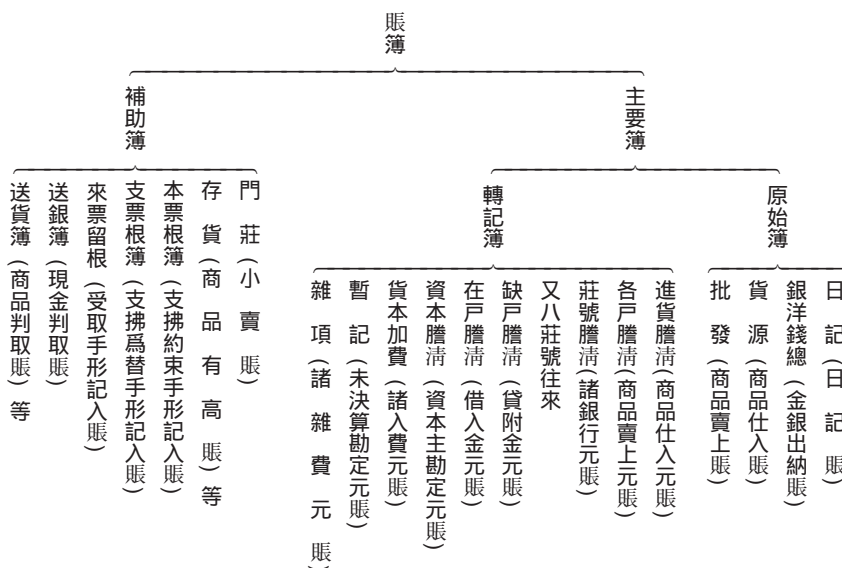 賬簿
主要簿
原始簿
日記(日記賬)
銀洋錢總(金銀出納賬)
貨源(商品仕入賬)
批發(商品賣上賬)
轉記簿
進貨謄淸(商品仕入元賬)
各戸謄淸(商品賣上元賬)
莊號謄淸(諸銀行元賬)
又八莊號往來
缺戸謄淸(貸附金元賬)
在戸謄淸(借入金元賬)
資本謄淸(資本主勘定元賬)
貨本加費(諸入費元賬)
暫記(未決算勘定元賬)
雜項(諸雜費元賬)
補助簿
門莊(小賣賬)
存貨(商品有高賬)等
本票根簿(支拂約束手形記入賬)
支票根簿(支拂爲替手形記入賬)
來票留根(受取手形記入賬)
送銀簿(現金判取賬)
送貨簿(商品判取賬)等